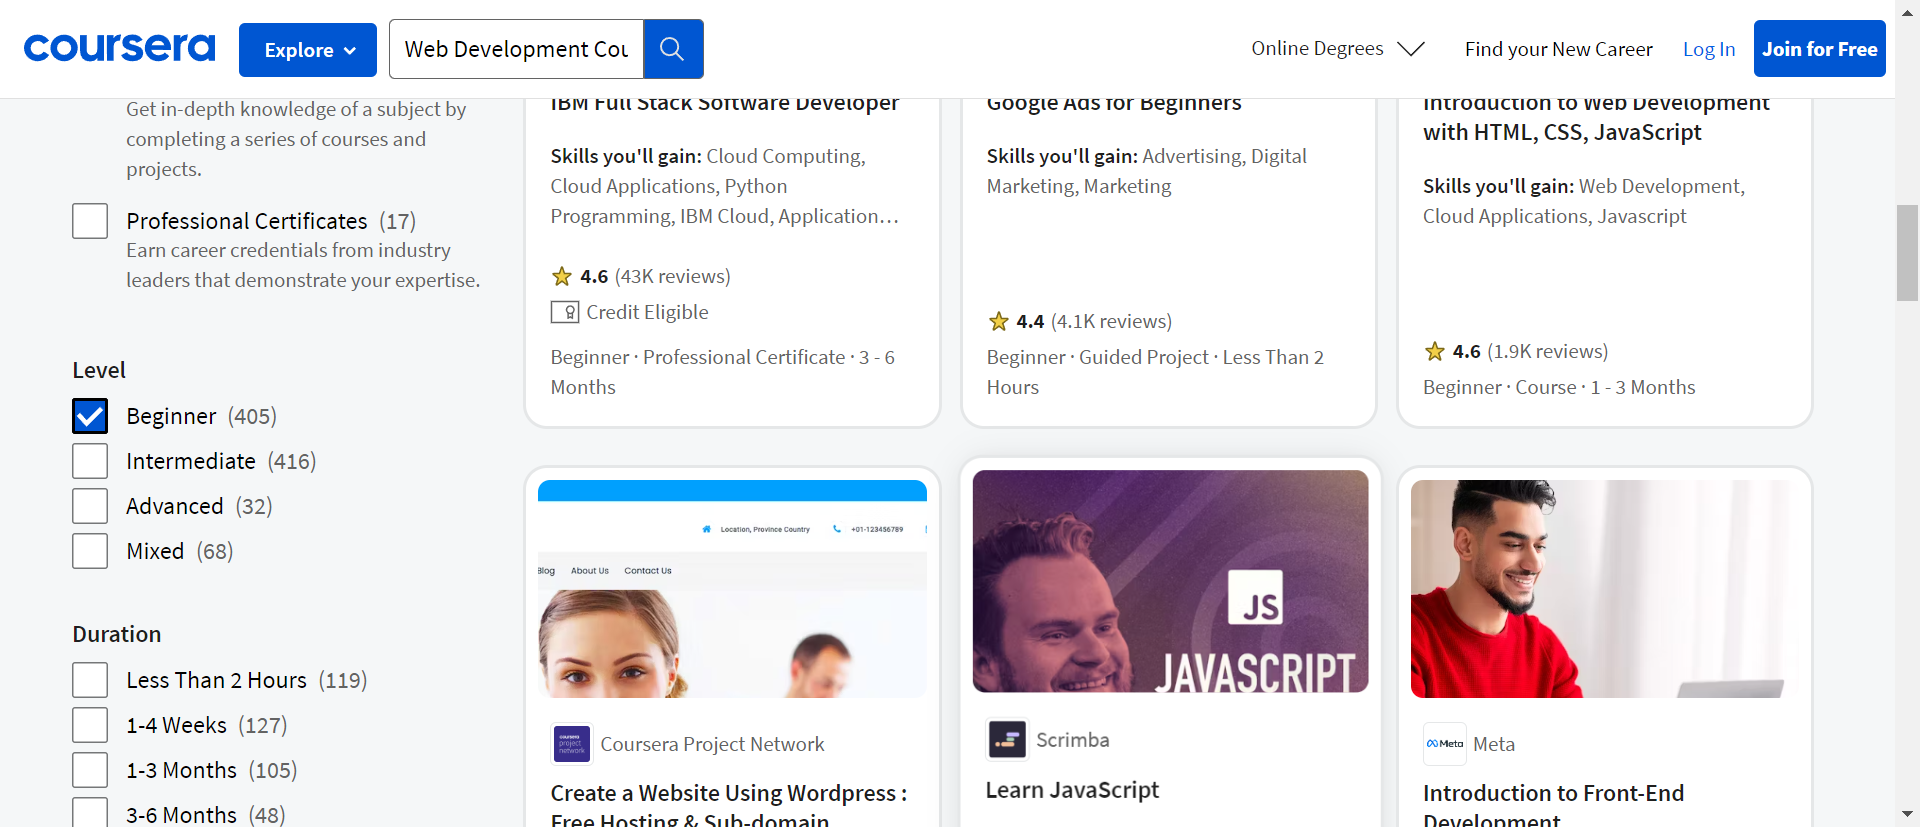 coursera
Explore
Web Development Cou
Online Degrees
Find your New Career
Log In
Join for Free
Get in-depth knowledge of a subject by
completing a series of courses and
projects.
Professional Certificates (17)
Earn career credentials from industry
leaders that demonstrate your expertise.
Level
Beginner (405)
Intermediate (416)
Advanced (32)
Mixed (68)
Duration
Less Than 2 Hours (119)
1-4 Weeks (127)
1-3 Months (105)
3-6 Months (48)
IBM Full Stack Software Developer
Skills you'll gain: Cloud Computing,
Cloud Applications, Python
Programming, IBM Cloud, Application…
4.6 (43K reviews)
Credit Eligible
Beginner · Professional Certificate · 3 - 6
Months
Google Ads for Beginners
Skills you'll gain: Advertising, Digital
Marketing, Marketing
4.4 (4.1K reviews)
Beginner · Guided Project · Less Than 2
Hours
Introduction to Web Development
with HTML, CSS, JavaScript
Skills you'll gain: Web Development,
Cloud Applications, Javascript
4.6 (1.9K reviews)
Beginner · Course · 1 - 3 Months
Location, Province Country
+01-123456789
Blog About Us Contact Us
coursera
project
network
Coursera Project Network
Create a Website Using Wordpress :
Free Hosting & Sub-domain
JS
JAVASCRIPT
Scrimba
Learn JavaScript
Meta
Meta
Introduction to Front-End
Development